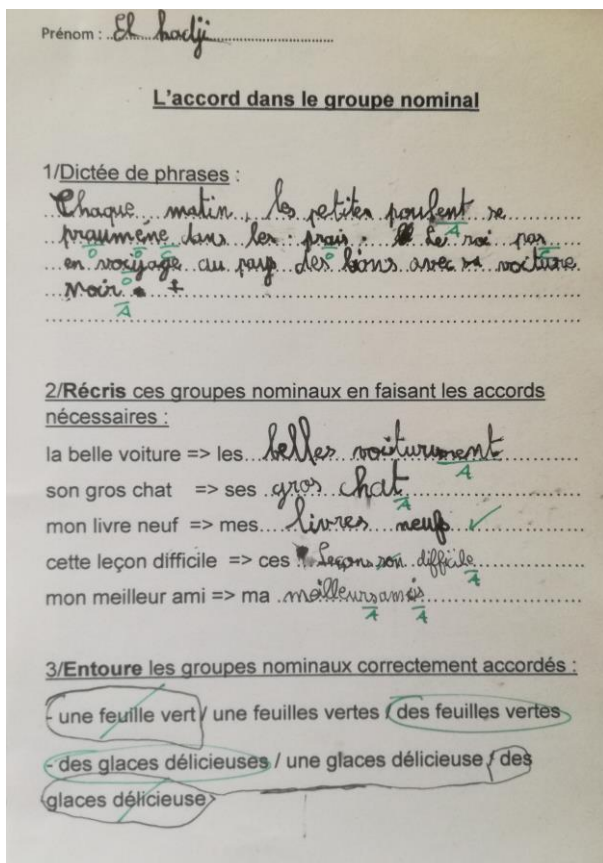 Prénom : El hadji
L'accord dans le groupe nominal
1/Dictée de phrases :
Chaque matin, les petites poulent se
praumène dans les prais. Le roi pas
en voyage au pays des lions avec sa voiture
noir.
A
O O O A C
O O
A
2/Récris ces groupes nominaux en faisant les accords
nécessaires :
la belle voiture => les belles voiturement
A
son gros chat => ses gros chat
A
mon livre neuf => mes livres neufs
cette leçon difficile => ces leçons son difficile
A
mon meilleur ami => ma meilleurs amis
A A
3/Entoure les groupes nominaux correctement accordés :
- une feuille vert / une feuilles vertes / des feuilles vertes
- des glaces délicieuses / une glaces délicieuse / des
glaces délicieuse